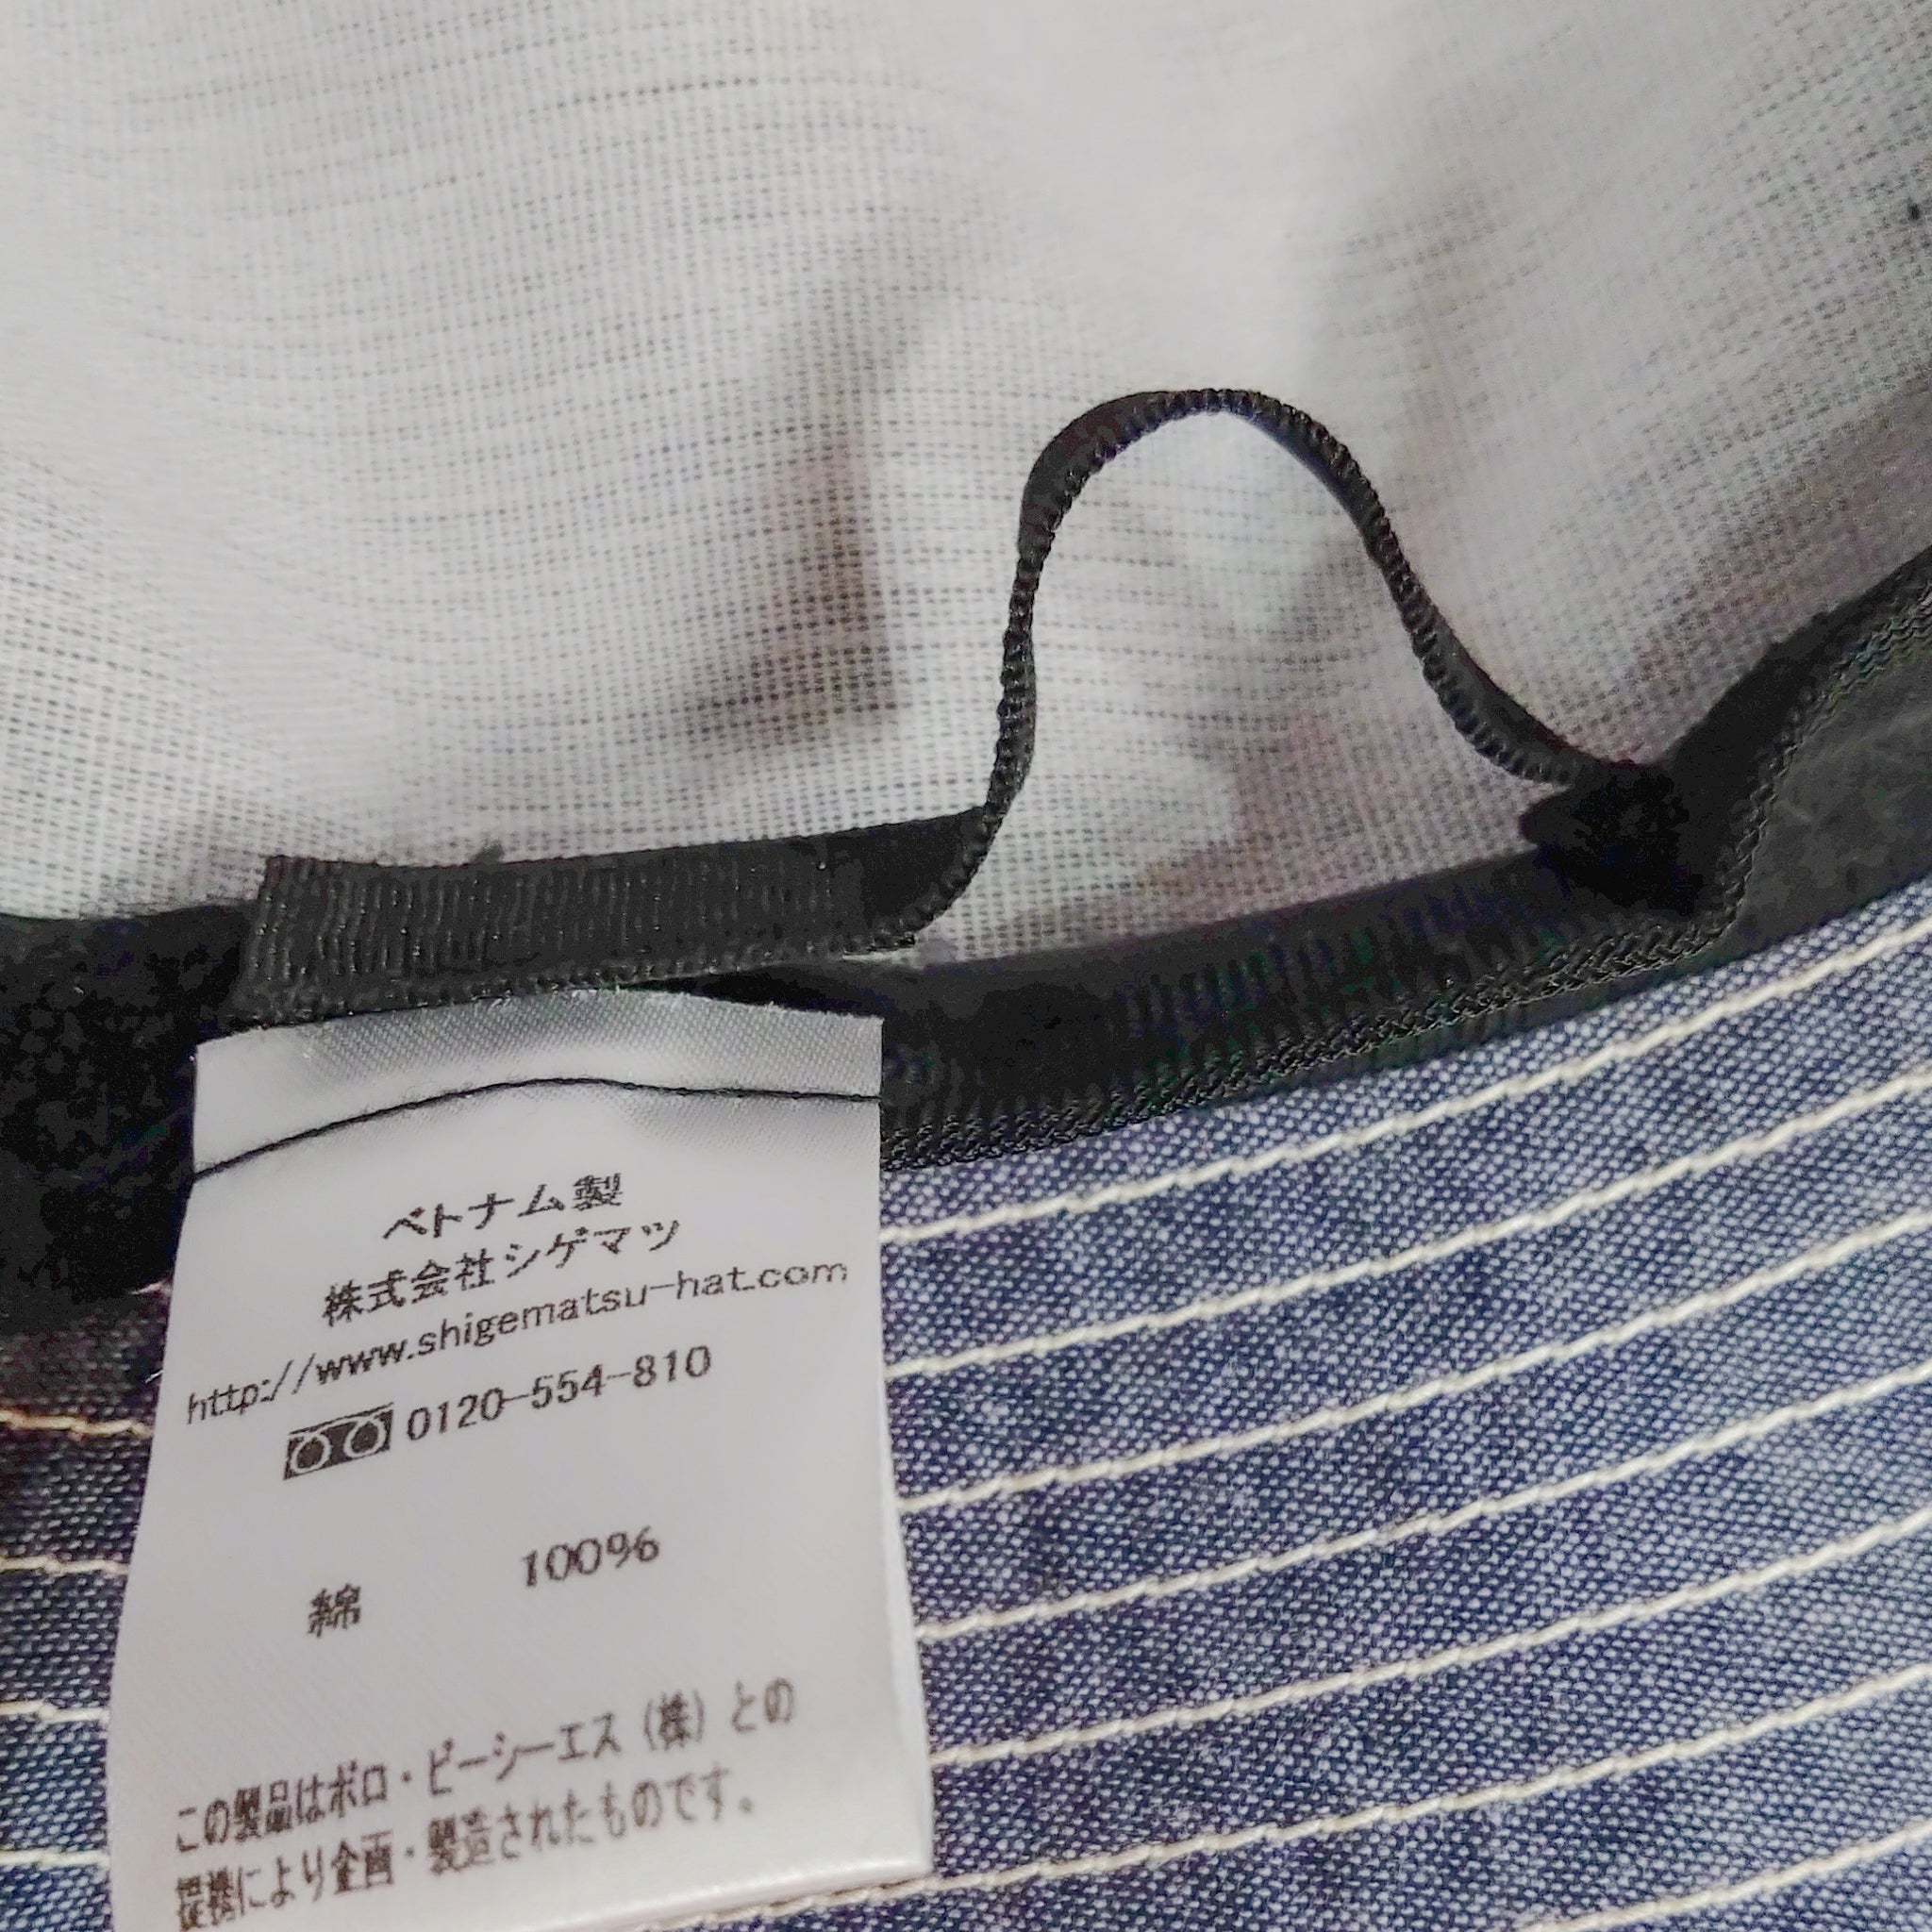 ベトナム製
株式会社シゲマツ
http://www.shigematsu-hat.com
0120-554-810
綿 100%
この製品はポロ・ピーシーエス（株）との
提携により企画・製造されたものです。